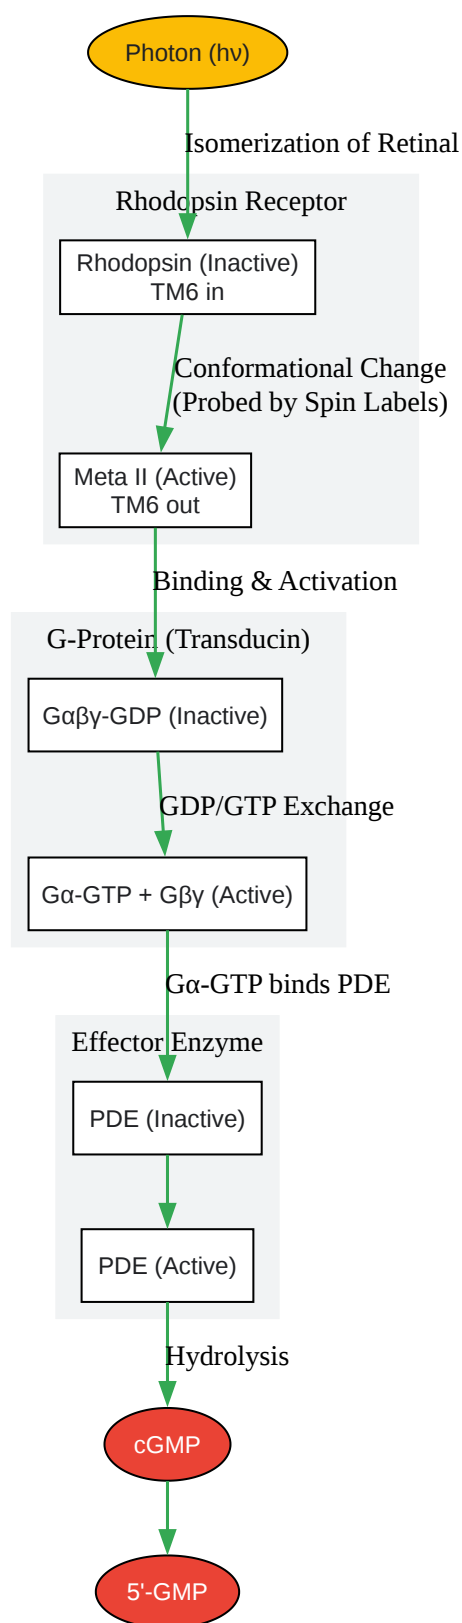 Photon (hν)
Isomerization of Retinal
Rhodopsin Receptor
Rhodopsin (Inactive)
TM6 in
Conformational Change
(Probed by Spin Labels)
Meta II (Active)
TM6 out
Binding & Activation
G-Protein (Transducin)
Gαβγ-GDP (Inactive)
GDP/GTP Exchange
Gα-GTP + Gβγ (Active)
Gα-GTP binds PDE
Effector Enzyme
PDE (Inactive)
PDE (Active)
Hydrolysis
cGMP
5'-GMP